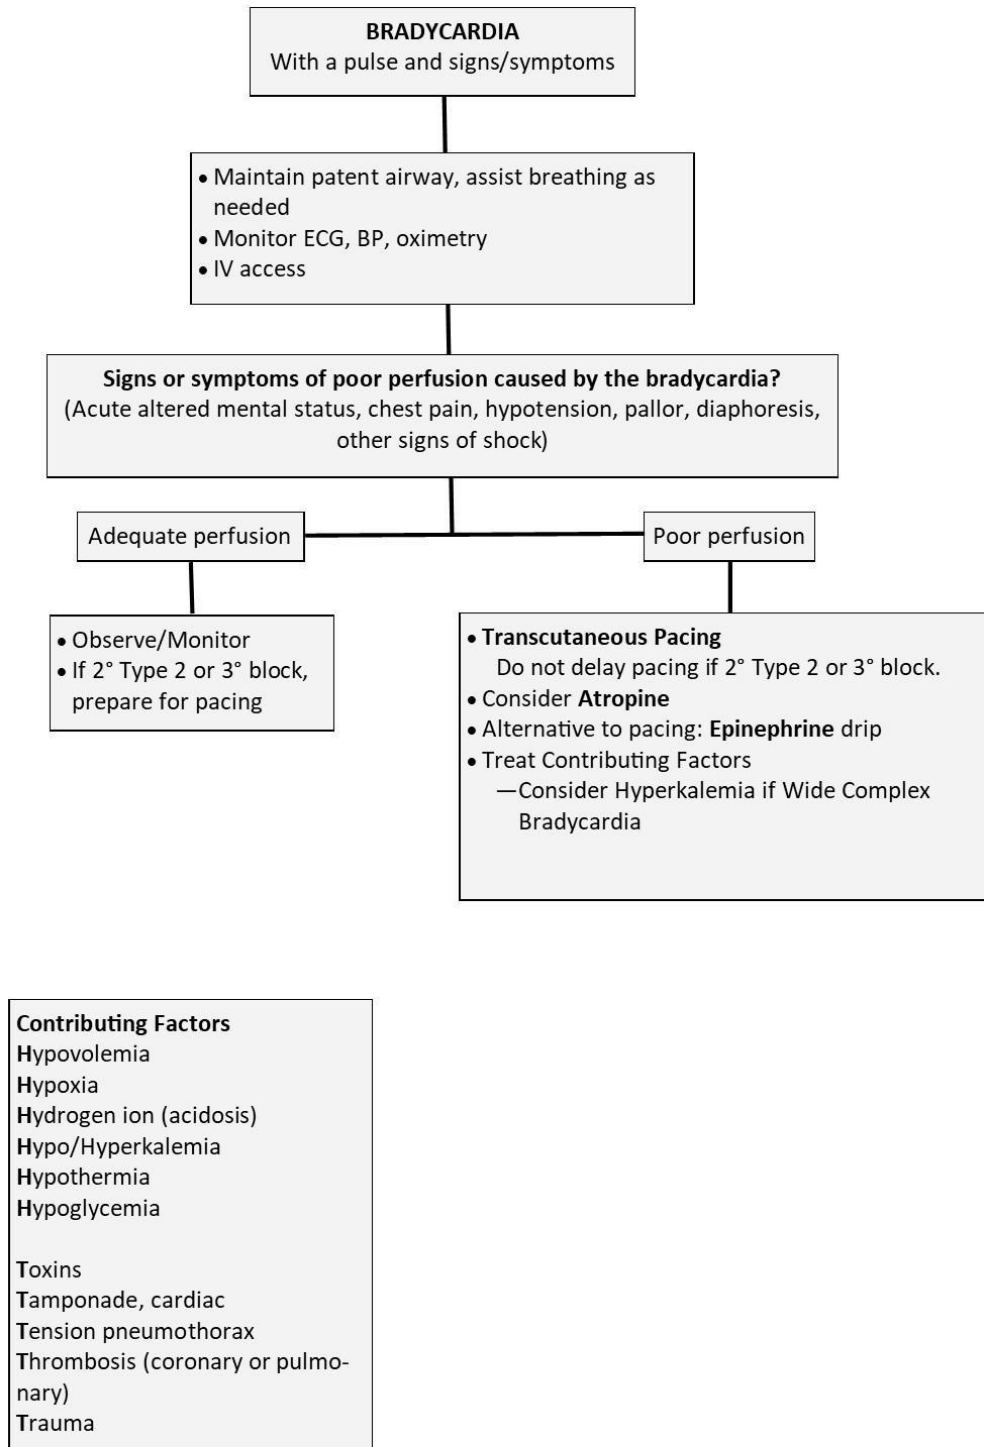 BRADYCARDIA
With a pulse and signs/symptoms
• Maintain patent airway, assist breathing as
needed
• Monitor ECG, BP, oximetry
• IV access
Signs or symptoms of poor perfusion caused by the bradycardia?
(Acute altered mental status, chest pain, hypotension, pallor, diaphoresis,
other signs of shock)
Adequate perfusion
Poor perfusion
• Observe/Monitor
• If 2° Type 2 or 3° block,
prepare for pacing
• Transcutaneous Pacing
Do not delay pacing if 2° Type 2 or 3° block.
• Consider Atropine
• Alternative to pacing: Epinephrine drip
• Treat Contributing Factors
—Consider Hyperkalemia if Wide Complex
Bradycardia
Contributing Factors
Hypovolemia
Hypoxia
Hydrogen ion (acidosis)
Hypo/Hyperkalemia
Hypothermia
Hypoglycemia
Toxins
Tamponade, cardiac
Tension pneumothorax
Thrombosis (coronary or pulmo-
nary)
Trauma